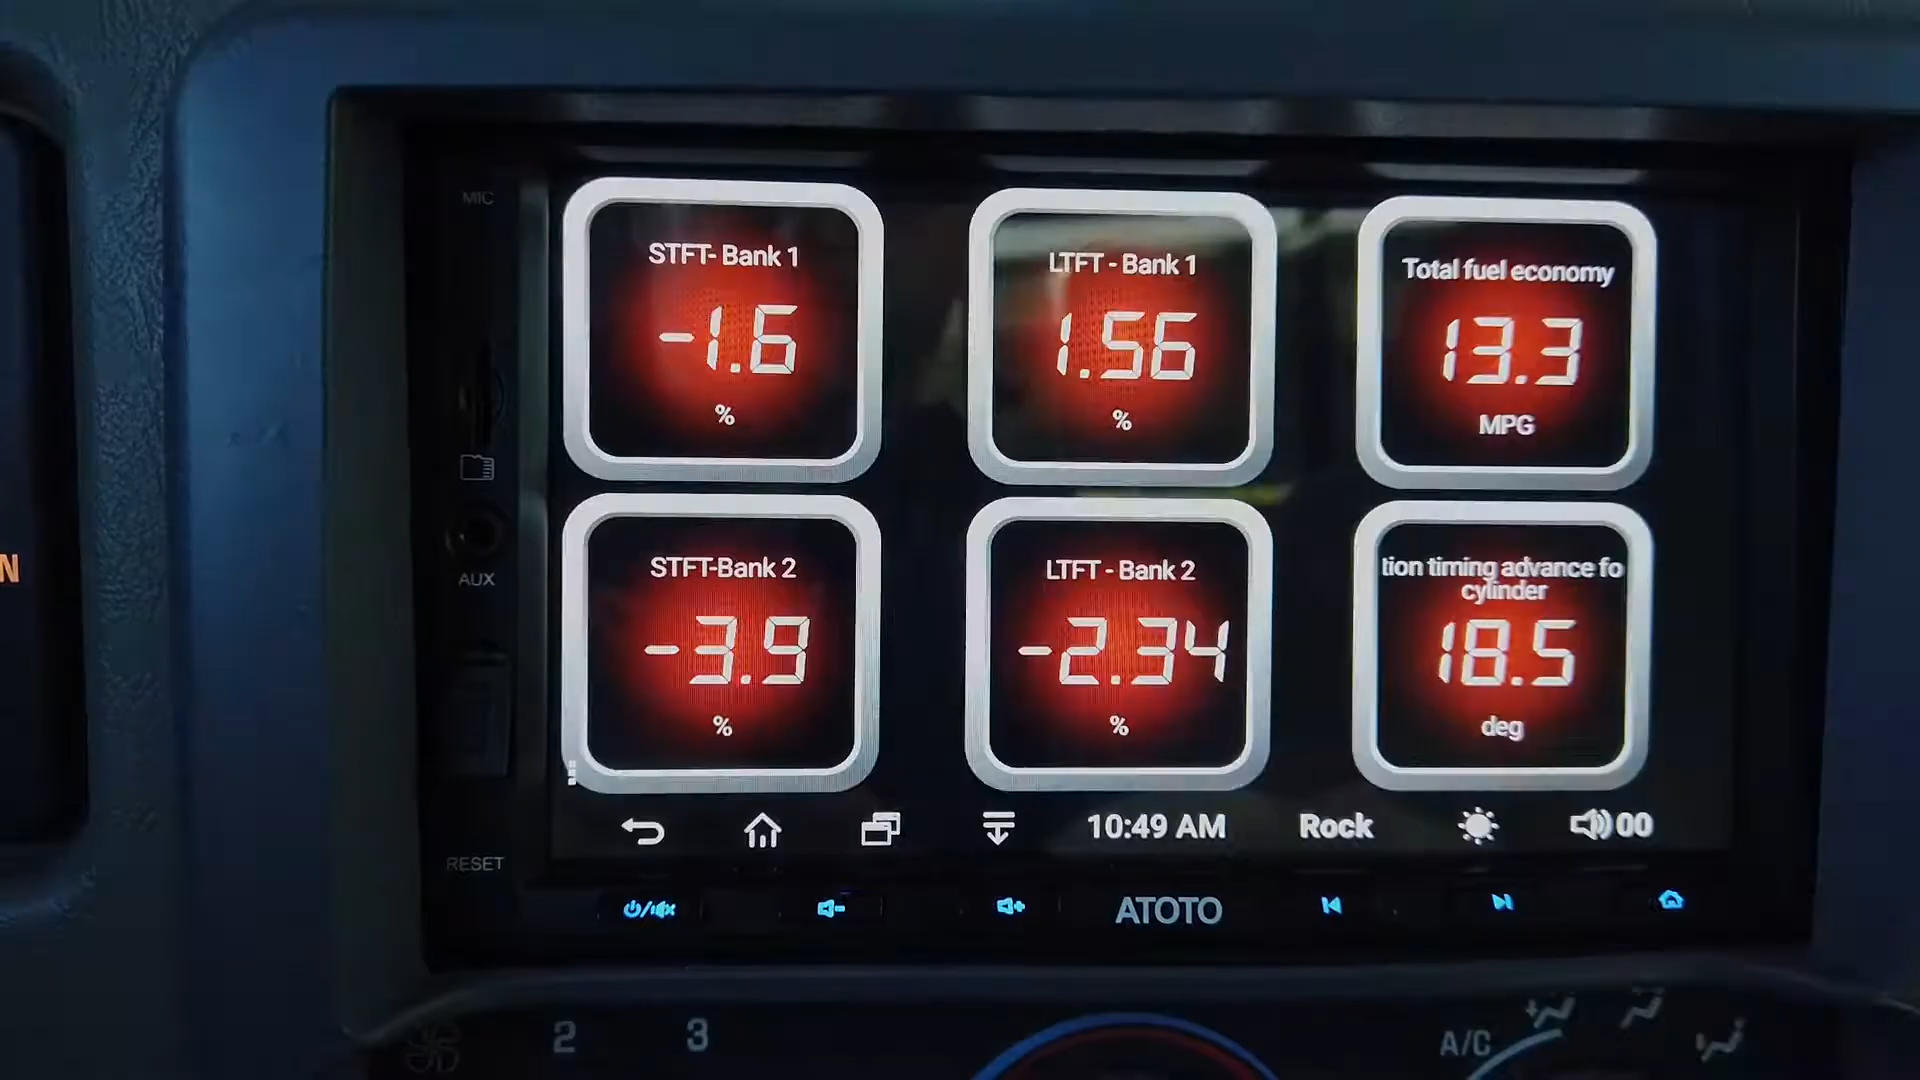 MIC
STFT- Bank 1
-1.6
%
LTFT - Bank 1
1.56
%
Total fuel economy
13.3
MPG
AUX
N
STFT-Bank 2
-3.9
%
LTFT - Bank 2
-2.34
%
tion timing advance fo
cylinder
18.5
deg
10:49 AM
Rock
00
RESET
ATOTO
2
3
A/C